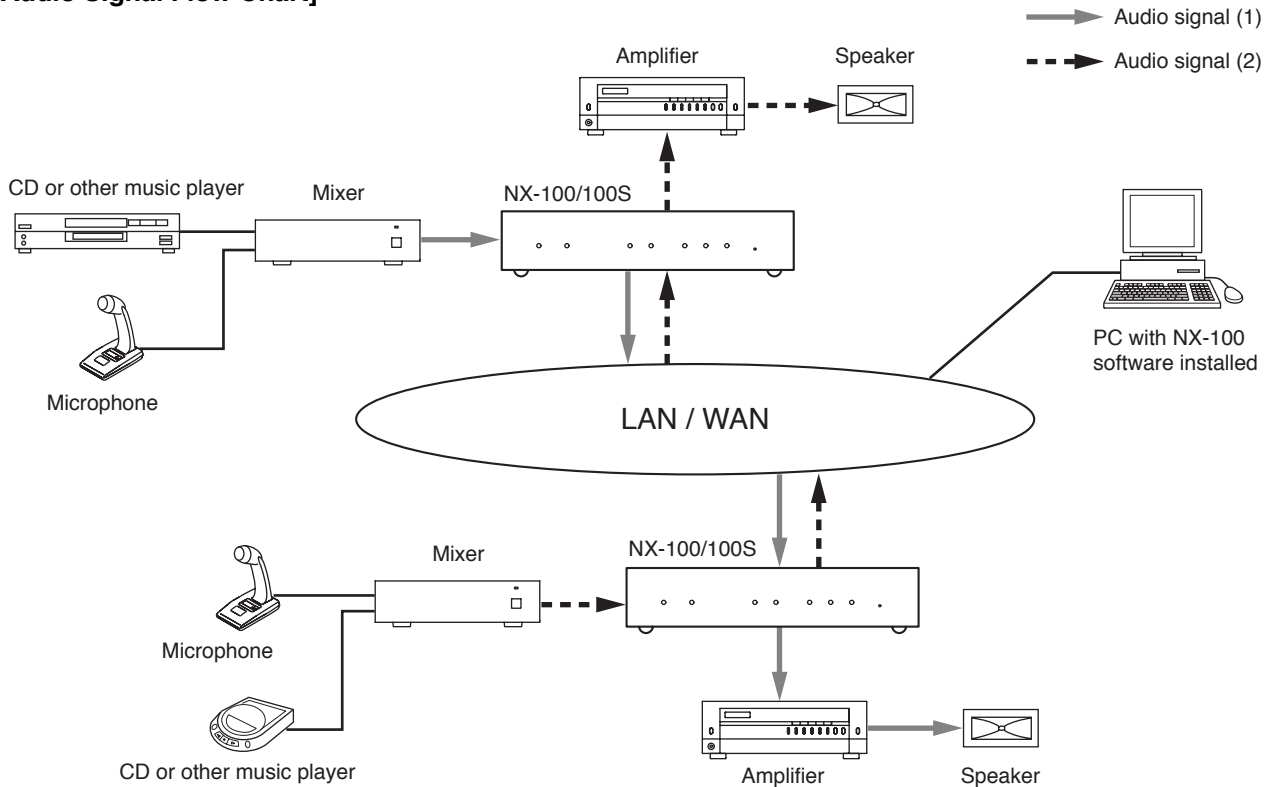 Audio signal (1)
Audio signal (2)
Amplifier
Speaker
CD or other music player
Mixer
NX-100/100S
PC with NX-100
software installed
Microphone
LAN / WAN
Mixer
NX-100/100S
Microphone
CD or other music player
Amplifier
Speaker